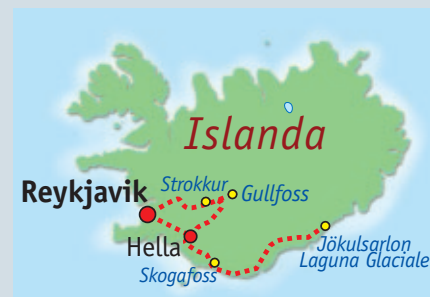 Islanda
Strokkur
Reykjavik
Gullfoss
Hella
Jökulsarlon
Laguna Glaciale
Skogafoss